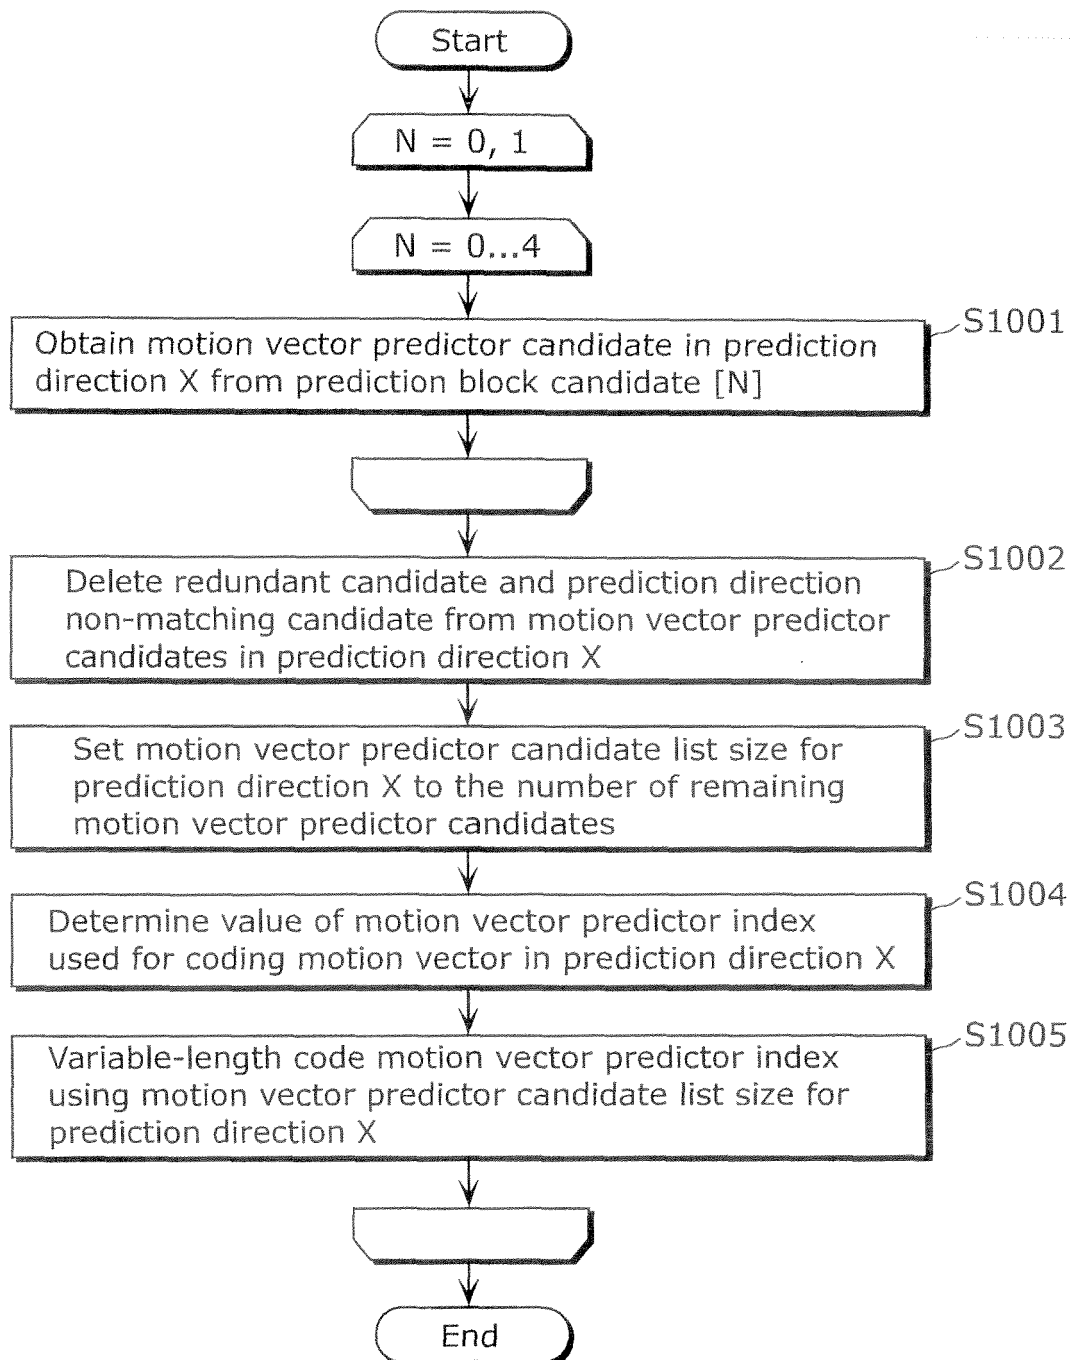 Start
N = 0, 1
N = 0...4
S1001
Obtain motion vector predictor candidate in prediction
direction X from prediction block candidate [N]
S1002
Delete redundant candidate and prediction direction
non-matching candidate from motion vector predictor
candidates in prediction direction X
S1003
Set motion vector predictor candidate list size for
prediction direction X to the number of remaining
motion vector predictor candidates
S1004
Determine value of motion vector predictor index
used for coding motion vector in prediction direction X
S1005
Variable-length code motion vector predictor index
using motion vector predictor candidate list size for
prediction direction X
End